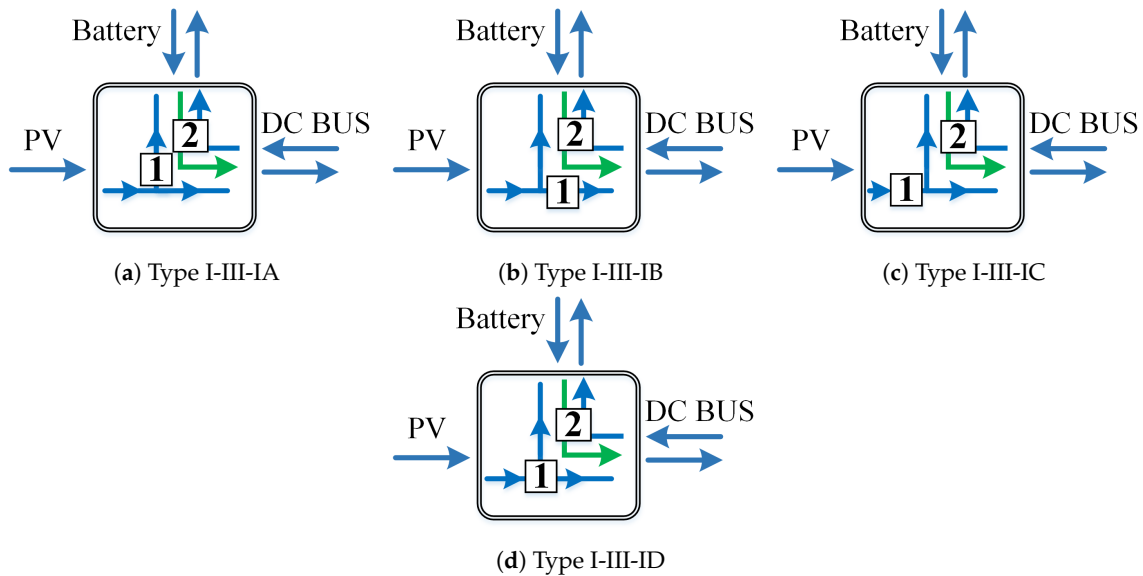 Battery
PV
DC BUS
1
2
(a) Type I-III-IA
Battery
PV
DC BUS
2
1
(b) Type I-III-IB
Battery
PV
DC BUS
2
1
(c) Type I-III-IC
Battery
PV
DC BUS
2
1
(d) Type I-III-ID